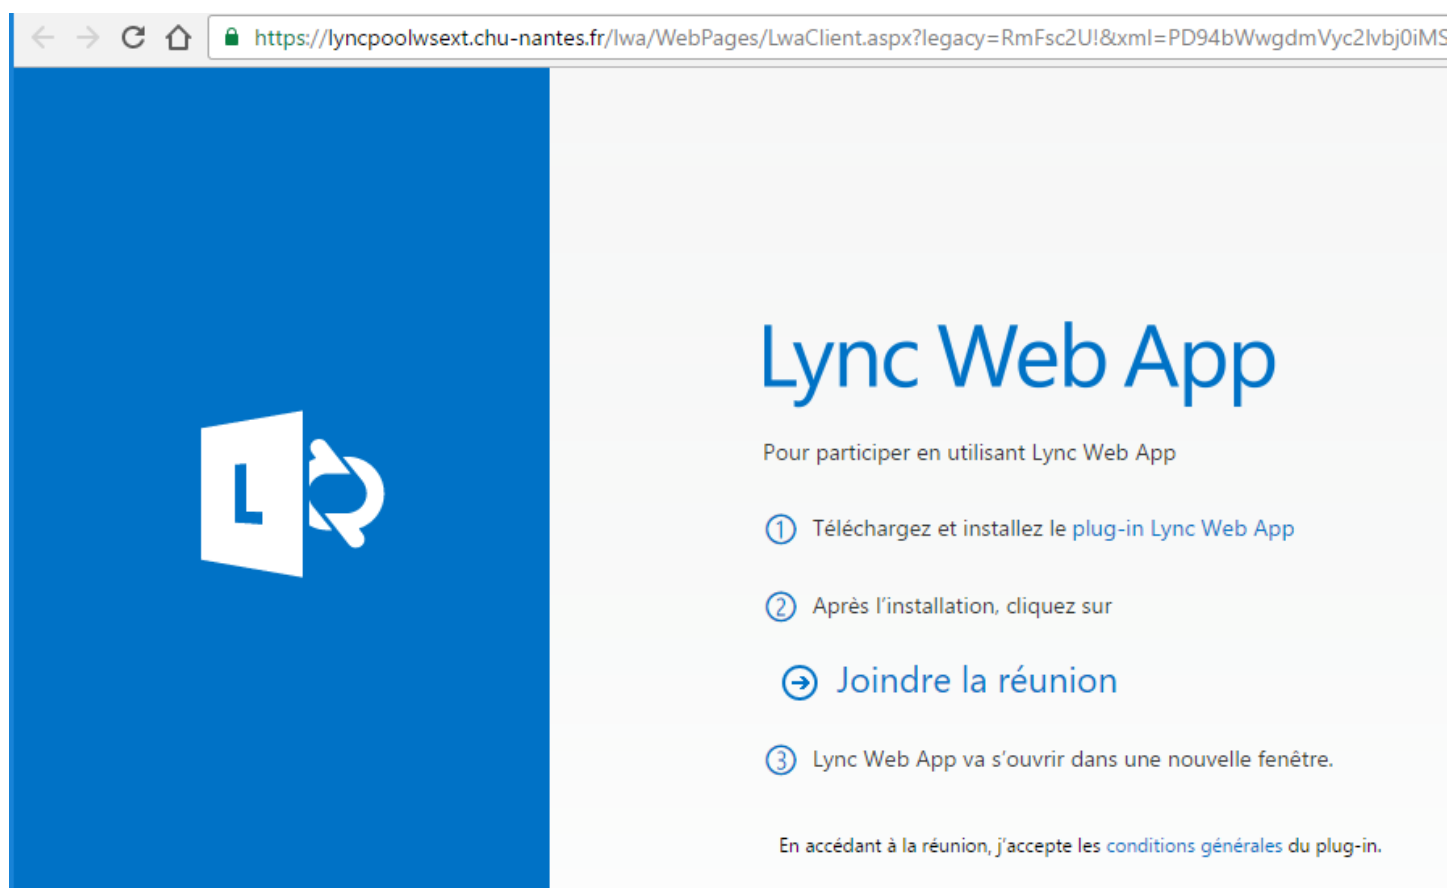 https://lyncpoolwsext.chu-nantes.fr/lwa/WebPages/LwaClient.aspx?legacy=RmFsc2U!&xml=PD94bWwgdmVyc2lvbj0iMS
Lync Web App
L
Pour participer en utilisant Lync Web App
1 Téléchargez et installez le plug-in Lync Web App
2 Après l'installation, cliquez sur
Joindre la réunion
3 Lync Web App va s'ouvrir dans une nouvelle fenêtre.
En accédant à la réunion, j'accepte les conditions générales du plug-in.